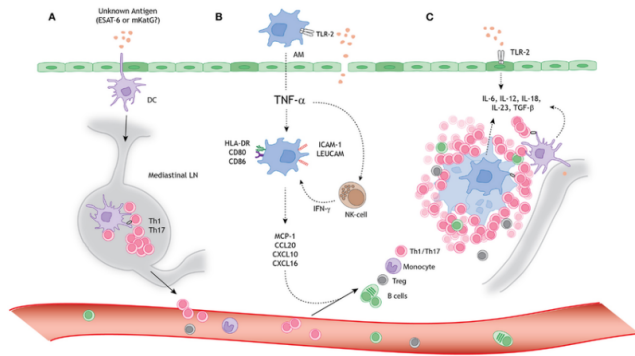 A
Unknown Antigen
(ESAT-6 or mKatG?)
DC
Mediastinal LN
Th1
Th17
B
TLR-2
AM
TNF-α
HLA-DR
CD80
CD86
ICAM-1
LEUCAM
IFN-γ
NK-cell
MCP-1
CCL20
CXCL10
CXCL16
Th1/Th17
Monocyte
Treg
B cells
C
TLR-2
IL-6, IL-12, IL-18,
IL-23, TGF-β